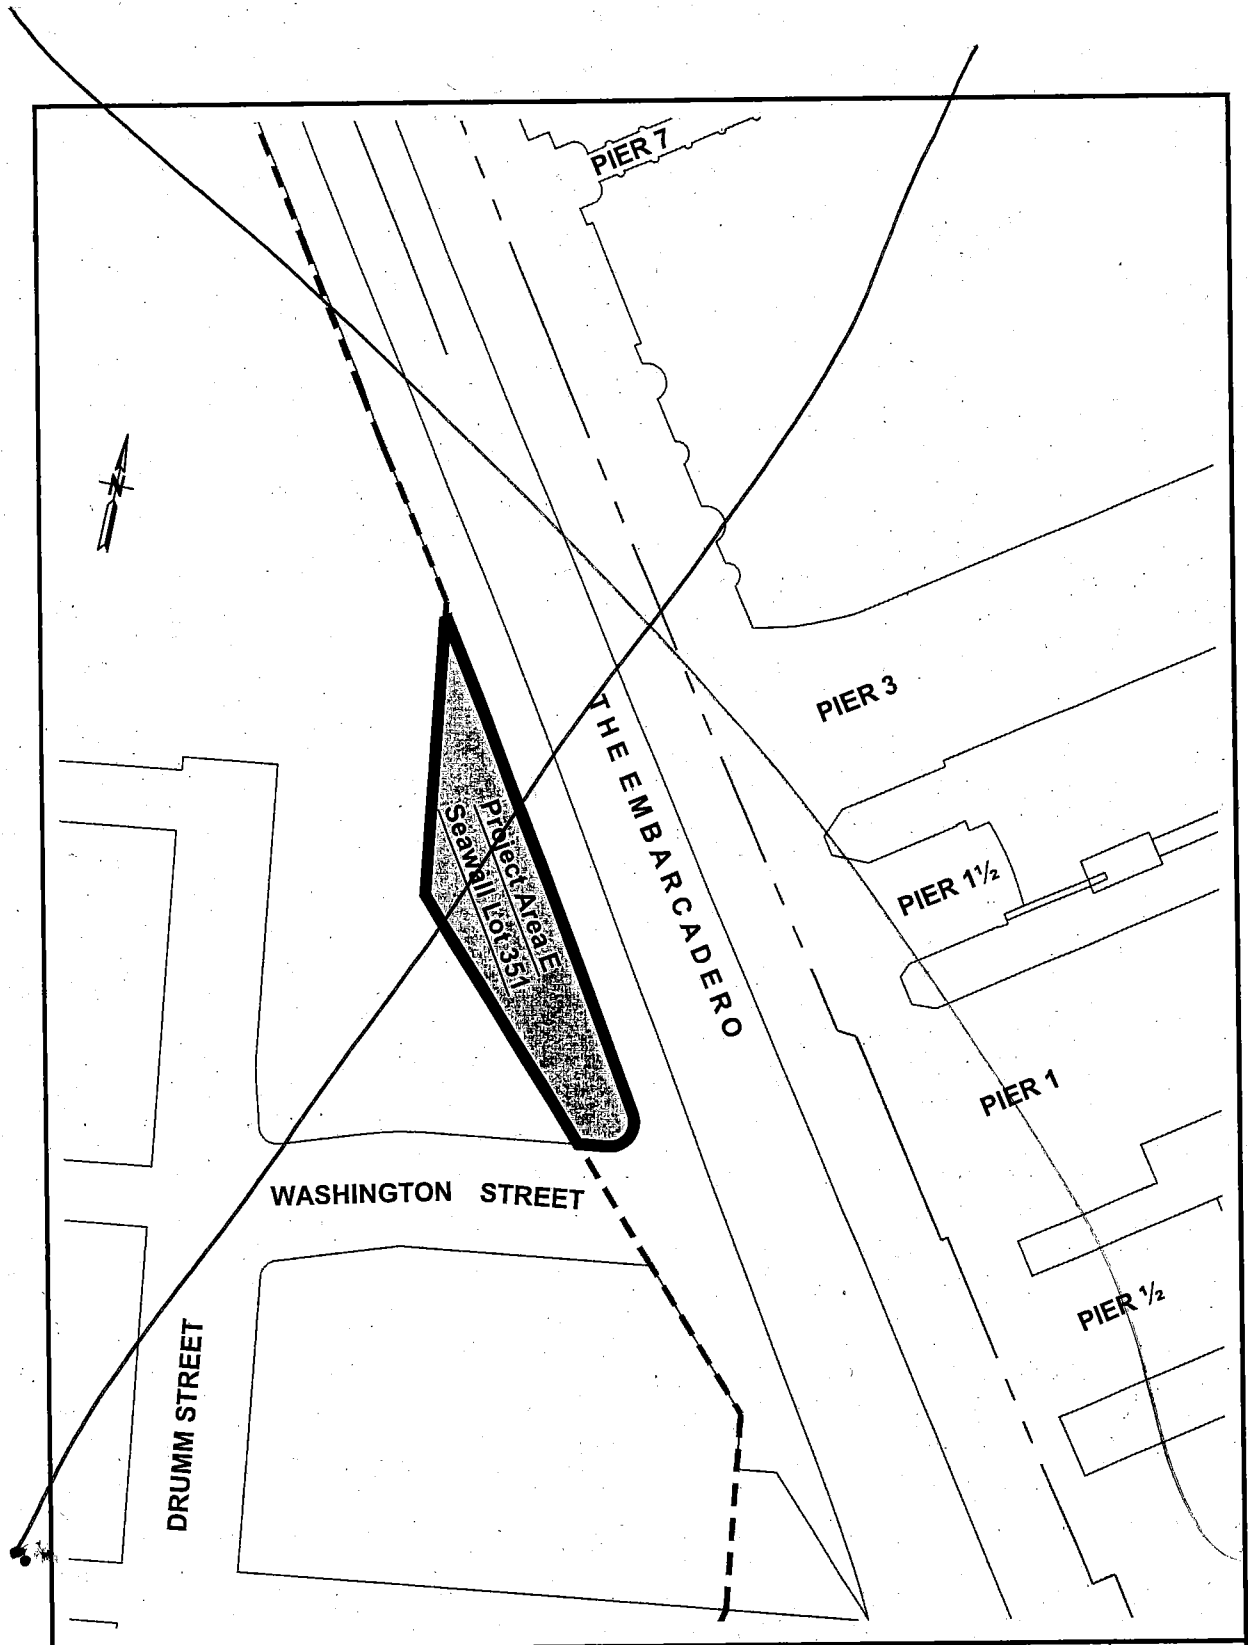 PIER 7
N
PIER 3
THE EMBARCADERO
Project Area E
Seawall Lot 351
PIER 1½
PIER 1
WASHINGTON STREET
PIER ½
DRUMM STREET